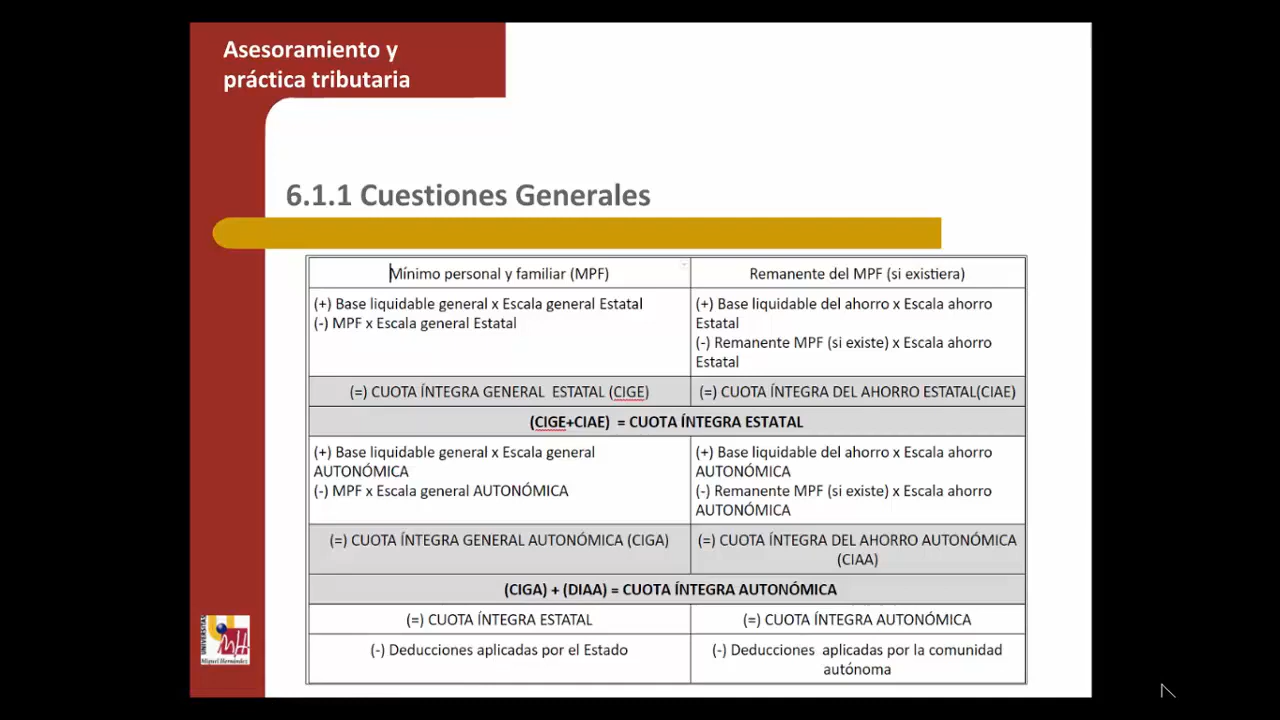 Asesoramiento y
práctica tributaria
6.1.1 Cuestiones Generales
Mínimo personal y familiar (MPF)
Remanente del MPF (si existiera)
(+) Base liquidable general x Escala general Estatal
(-) MPF x Escala general Estatal
(+) Base liquidable del ahorro x Escala ahorro
Estatal
(-) Remanente MPF (si existe) x Escala ahorro
Estatal
(=) CUOTA ÍNTEGRA GENERAL ESTATAL (CIGE)
(=) CUOTA ÍNTEGRA DEL AHORRO ESTATAL(CIAE)
(CIGE+CIAE) = CUOTA ÍNTEGRA ESTATAL
(+) Base liquidable general x Escala general
AUTONÓMICA
(-) MPF x Escala general AUTONÓMICA
(+) Base liquidable del ahorro x Escala ahorro
AUTONÓMICA
(-) Remanente MPF (si existe) x Escala ahorro
AUTONÓMICA
(=) CUOTA ÍNTEGRA GENERAL AUTONÓMICA (CIGA)
(=) CUOTA ÍNTEGRA DEL AHORRO AUTONÓMICA
(CIAA)
(CIGA) + (DIAA) = CUOTA ÍNTEGRA AUTONÓMICA
(=) CUOTA ÍNTEGRA ESTATAL
(=) CUOTA ÍNTEGRA AUTONÓMICA
(-) Deducciones aplicadas por el Estado
(-) Deducciones aplicadas por la comunidad
autónoma
UNIVERSITAS
Miguel Hernández